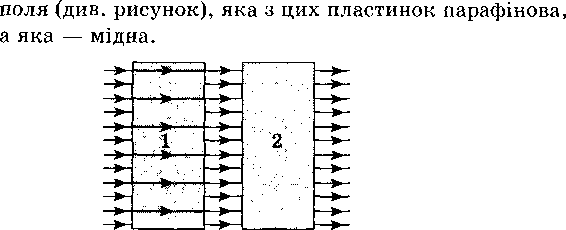 поля (див. рисунок), яка з цих пластинок парафінова,
а яка — мідна.
1
2